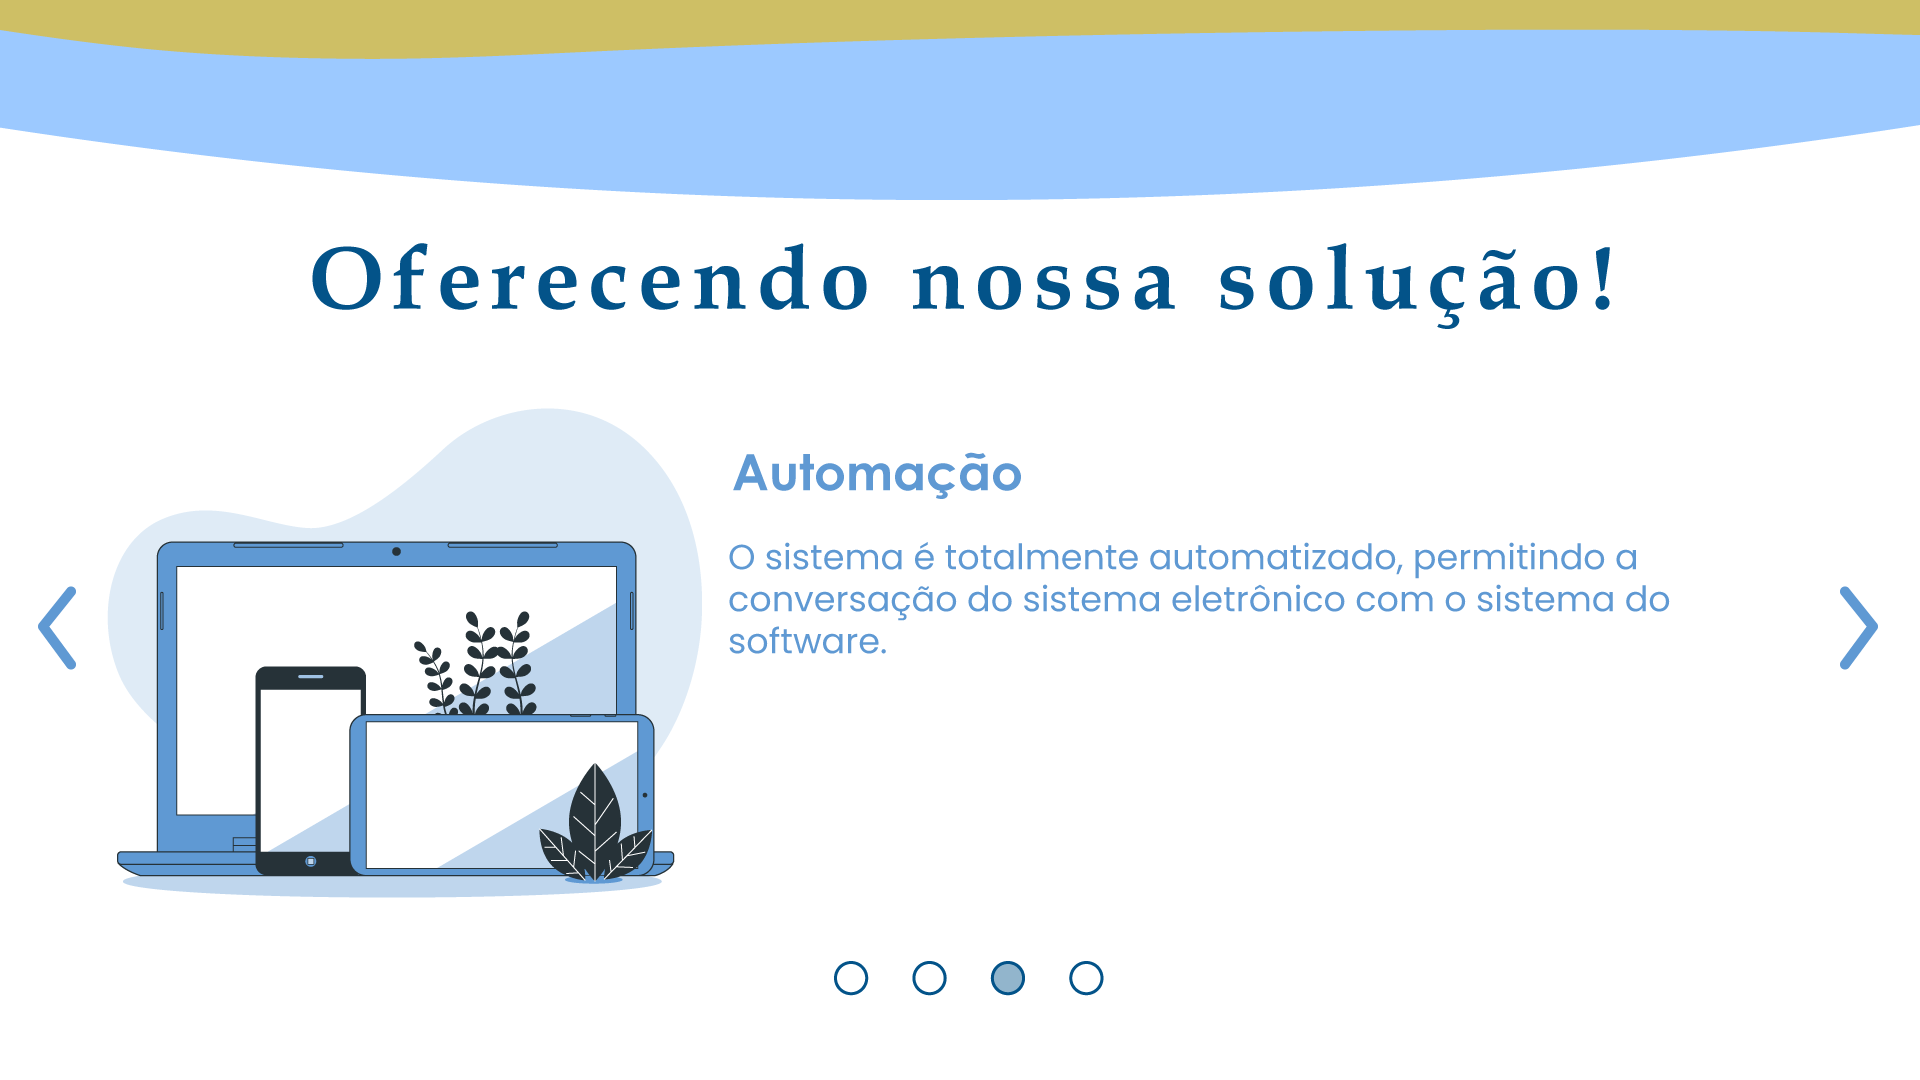 Oferecendo nossa solução!
Automação
O sistema é totalmente automatizado, permitindo a
conversação do sistema eletrônico com o sistema do
software.